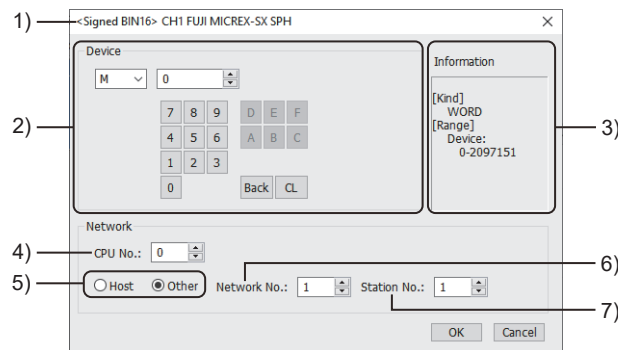 1) <Signed BIN16> CH1 FUJI MICREX-SX SPH
Device
Information
M 0
[Kind]
WORD
[Range]
Device:
0-2097151
2)
3)
7 8 9 D E F
4 5 6 A B C
1 2 3
0 Back CL
Network
4) CPU No.: 0
6)
5) Host Other Network No.: 1 Station No.: 1
7)
OK Cancel